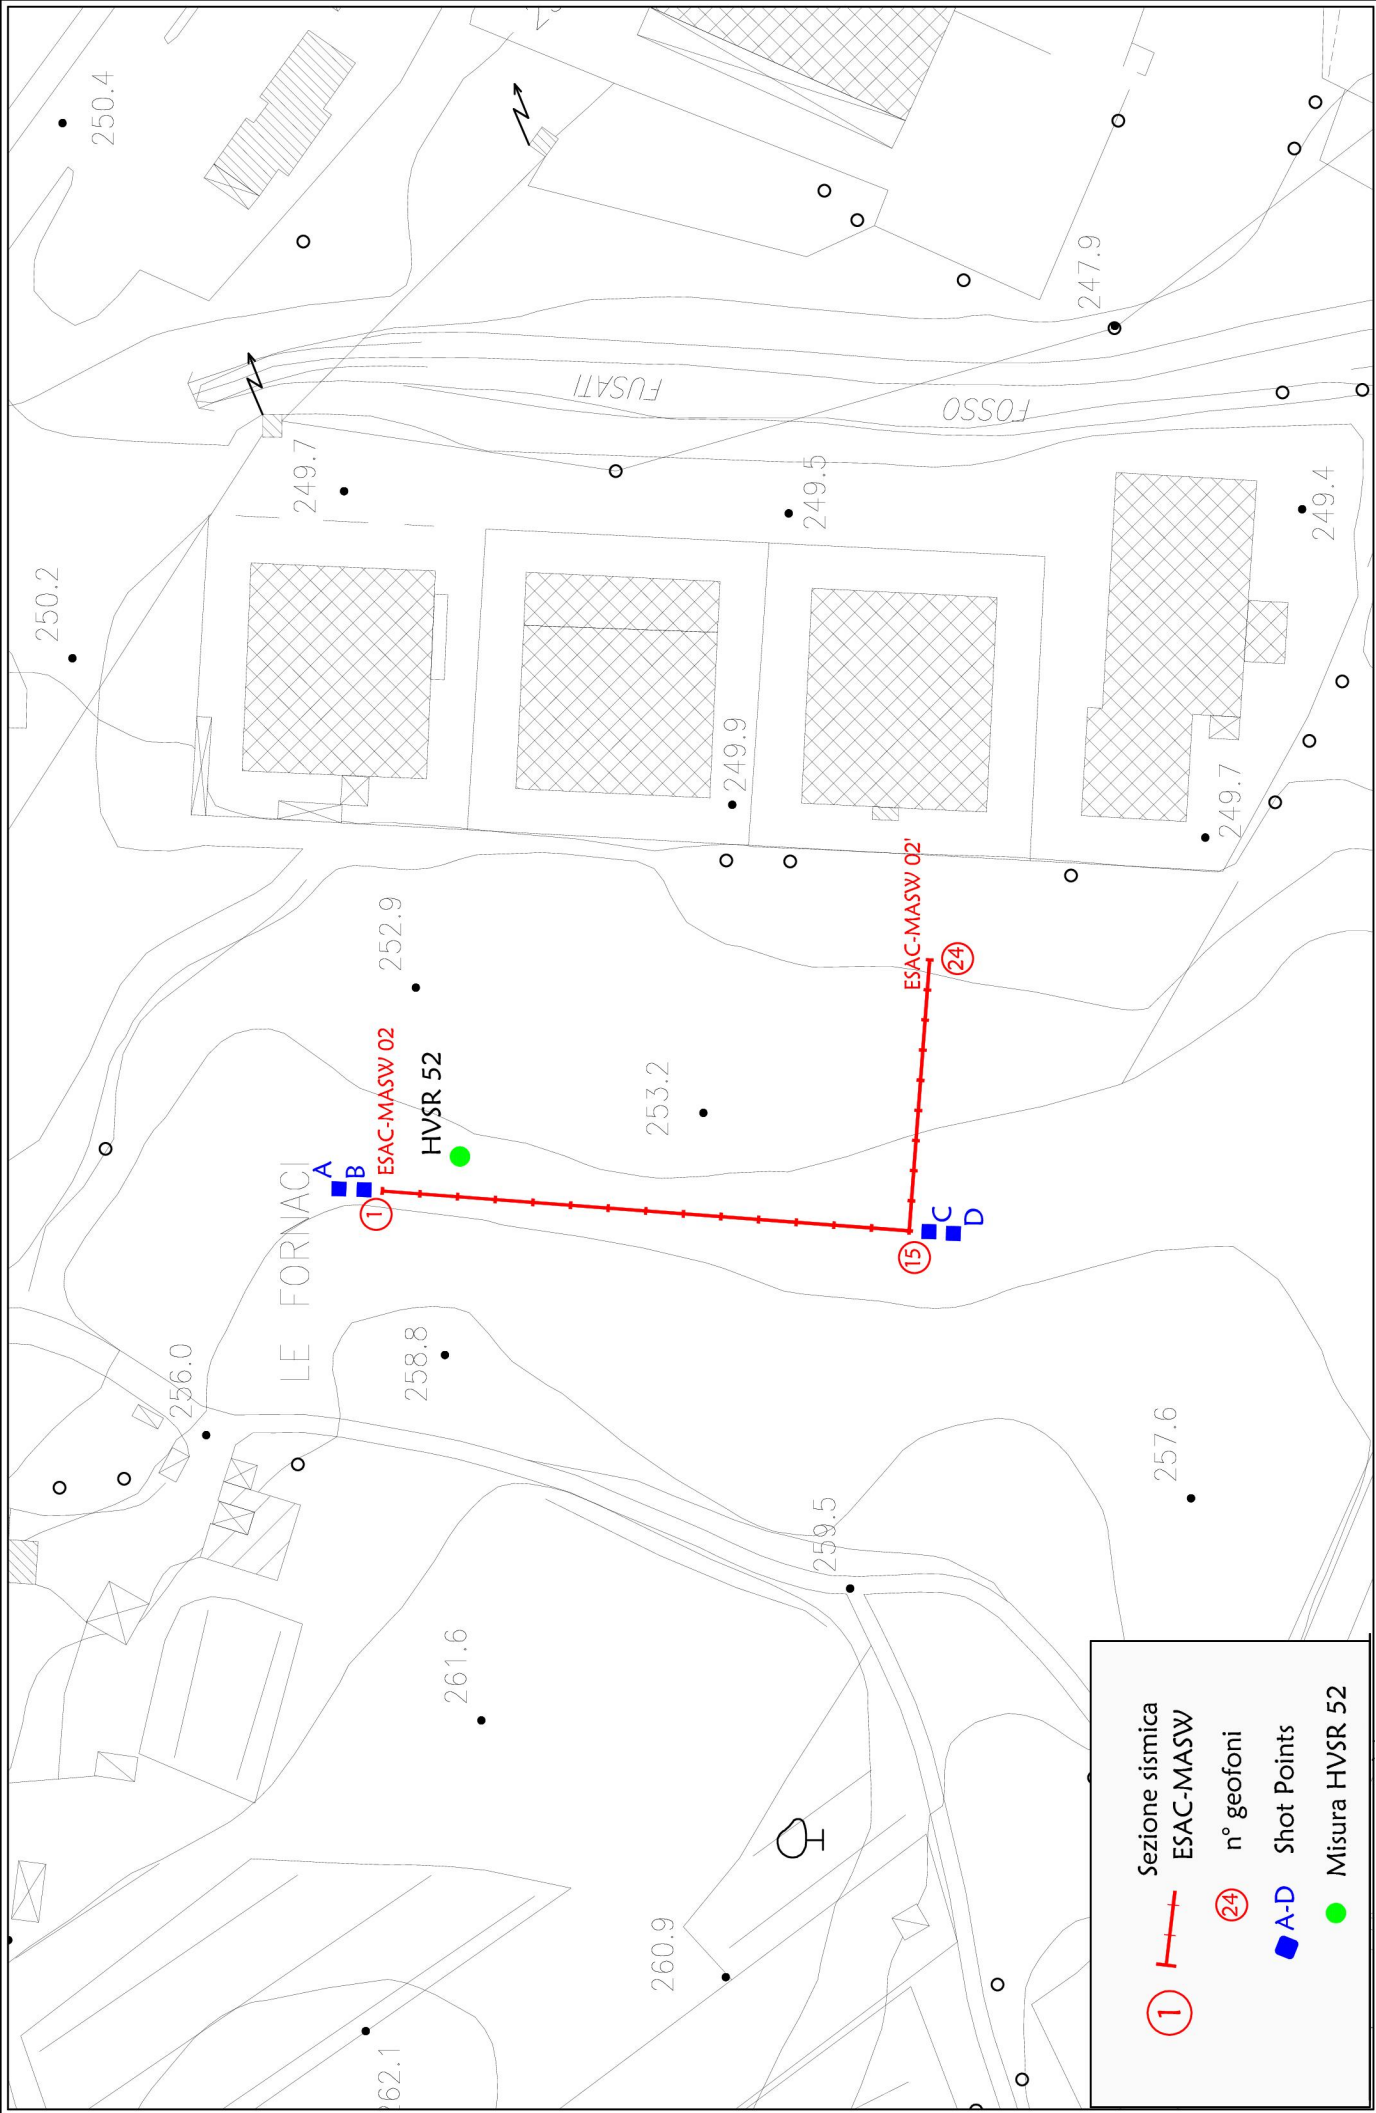 262.1
260.9
261.6
259.5
257.6
256.0
258.8
LE FORNACI
A
B
1
ESAC-MASW 02
HVSR 52
15
C
D
24
ESAC-MASW 02'
253.2
252.9
249.9
249.7
250.2
249.7
249.5
249.4
FOSSO
FUSATI
247.9
250.4
1
Sezione sismica
ESAC-MASW
24 n° geofoni
A-D Shot Points
Misura HVSR 52